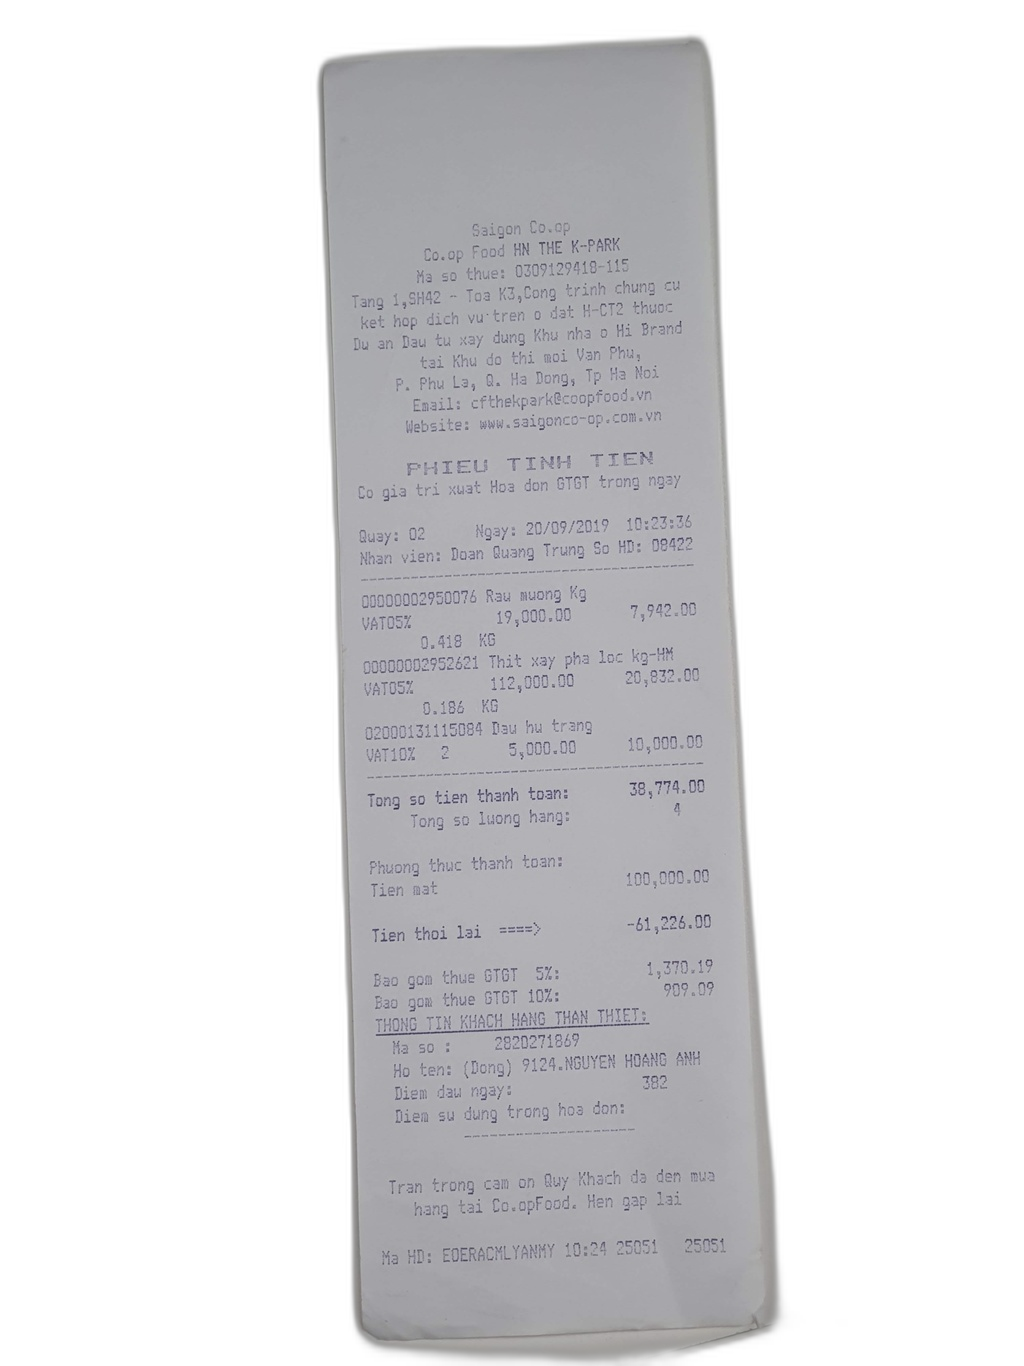 Saigon Co.op
Co.op Food HN THE K-PARK
Ma so thue: 0309129418-115
Tang 1,SH42 - Toa K3,Cong trinh chung cu
ket hop dich vu tren o dat H-CT2 thuoc
Du an Dau tu xay dung Khu nha o Hi Brand
tai Khu do thi moi Van Phu,
P. Phu La, Q. Ha Dong, Tp Ha Noi
Email: cfthekpark@coopfood.vn
Website: www.saigonco-op.com.vn
PHIEU TINH TIEN
Co gia tri xuat Hoa don GTGT trong ngay
Quay: 02 Ngay: 20/09/2019 10:23:36
Nhan vien: Doan Quang Trung So HD: 08422
00000002950076 Rau muong Kg
VAT05% 19,000.00 7,942.00
0.418 KG
00000002952621 Thit xay pha loc kg-HM
VAT05% 112,000.00 20,832.00
0.186 KG
02000131115084 Dau hu trang
VAT10% 2 5,000.00 10,000.00
Tong so tien thanh toan: 38,774.00
Tong so luong hang: 4
Phuong thuc thanh toan:
Tien mat 100,000.00
Tien thoi lai ====> -61,226.00
Bao gom thue GTGT 5%: 1,370.19
Bao gom thue GTGT 10%: 909.09
THONG TIN KHACH HANG THAN THIET:
Ma so : 2820271869
Ho ten: (Dong) 9124.NGUYEN HOANG ANH
Diem dau ngay: 382
Diem su dung trong hoa don:
Tran trong cam on Quy Khach da den mua
hang tai Co.opFood. Hen gap lai
Ma HD: EOERACMLYANMY 10:24 25051 25051